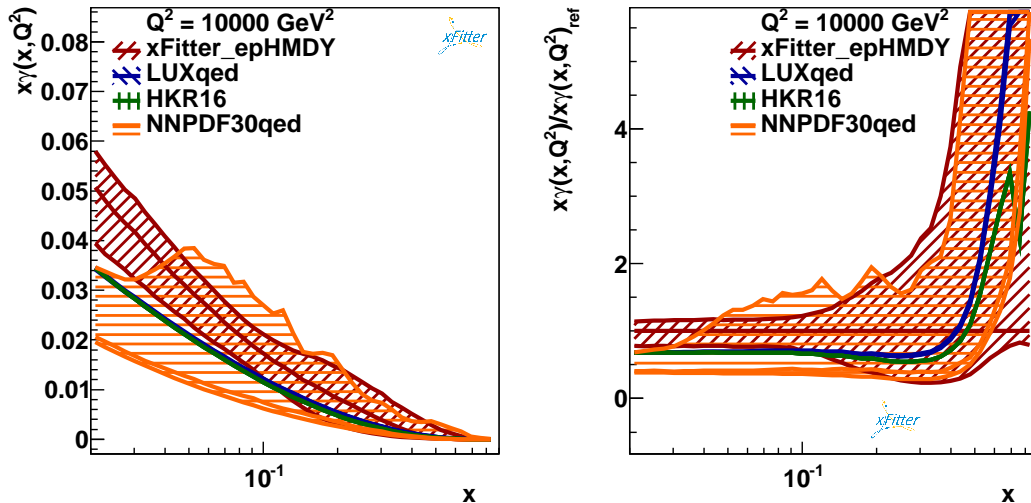 Q² = 10000 GeV²
xFitter_epHMDY
LUXqed
HKR16
NNPDF30qed
xFitter
xγ(x,Q²)
0.08
0.07
0.06
0.05
0.04
0.03
0.02
0.01
0
10⁻¹
x
Q² = 10000 GeV²
xFitter_epHMDY
LUXqed
HKR16
NNPDF30qed
xγ(x,Q²)/xγ(x,Q²)ref
4
2
0
xFitter
10⁻¹
x